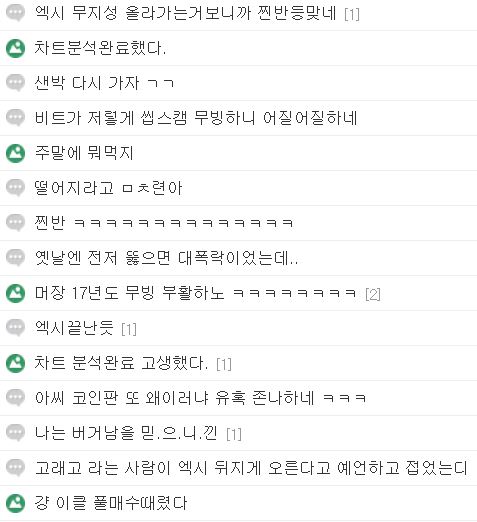 엑시 무지성 올라가는거보니까 찐반등맞네 [1]
차트분석완료했다.
샌박 다시 가자 ㄱㄱ
비트가 저렇게 씹스캠 무빙하니 어질어질하네
주말에 뭐먹지
떨어지라고 ㅁㅊ련아
찐반 ㅋㅋㅋㅋㅋㅋㅋㅋㅋㅋㅋㅋㅋㅋ
옛날엔 전저 뚫으면 대폭락이었는데..
머장 17년도 무빙 부활하노 ㅋㅋㅋㅋㅋㅋㅋㅋ [2]
엑시끝난듯 [1]
차트 분석완료 고생했다. [1]
아씨 코인판 또 왜이러냐 유혹 존나하네 ㅋㅋㅋ
나는 버거남을 믿.으.니.낀 [1]
고래고 라는 사람이 엑시 뒤지게 오른다고 예언하고 접었는디
걍 이클 풀매수때렸다